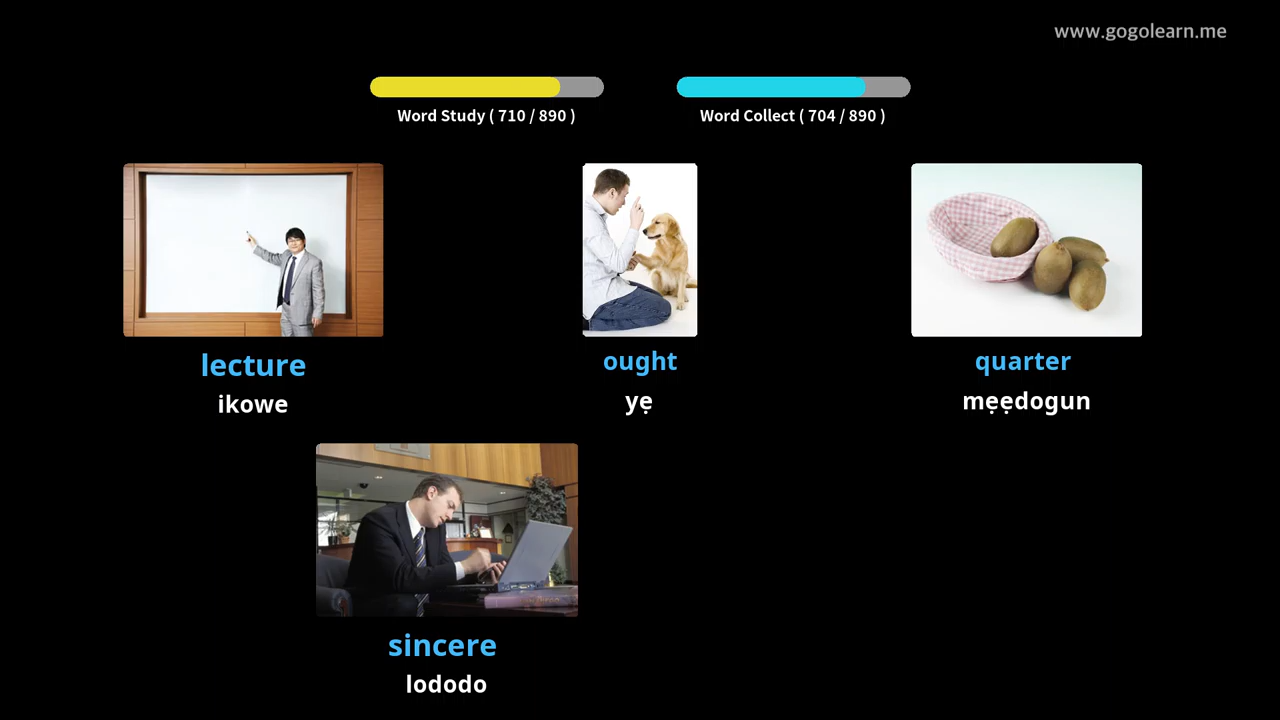 www.gogolearn.me
Word Study ( 710 / 890 )
Word Collect ( 704 / 890 )
lecture
ikowe
ought
yẹ
quarter
mẹẹdogun
sincere
lododo